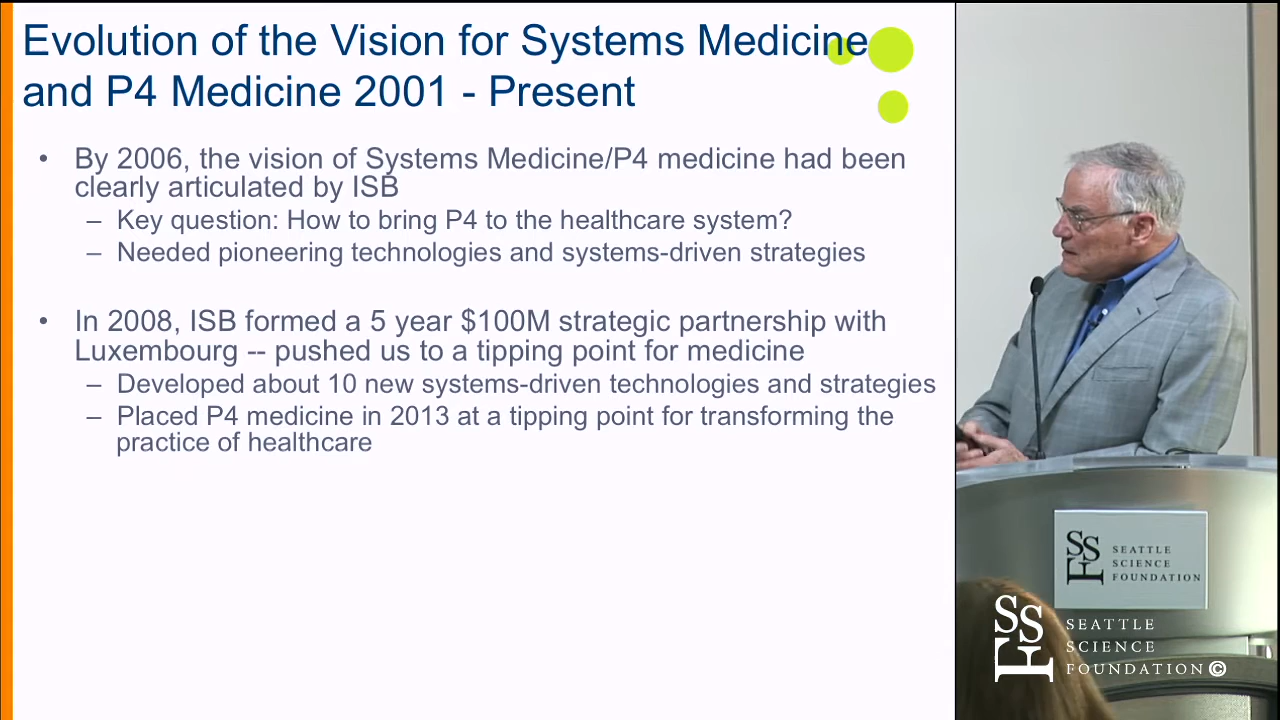 Evolution of the Vision for Systems Medicine
and P4 Medicine 2001 - Present
• By 2006, the vision of Systems Medicine/P4 medicine had been
clearly articulated by ISB
– Key question: How to bring P4 to the healthcare system?
– Needed pioneering technologies and systems-driven strategies
• In 2008, ISB formed a 5 year $100M strategic partnership with
Luxembourg -- pushed us to a tipping point for medicine
– Developed about 10 new systems-driven technologies and strategies
– Placed P4 medicine in 2013 at a tipping point for transforming the
practice of healthcare
SSF
SEATTLE
SCIENCE
FOUNDATION
SSF
SEATTLE
SCIENCE
FOUNDATION©